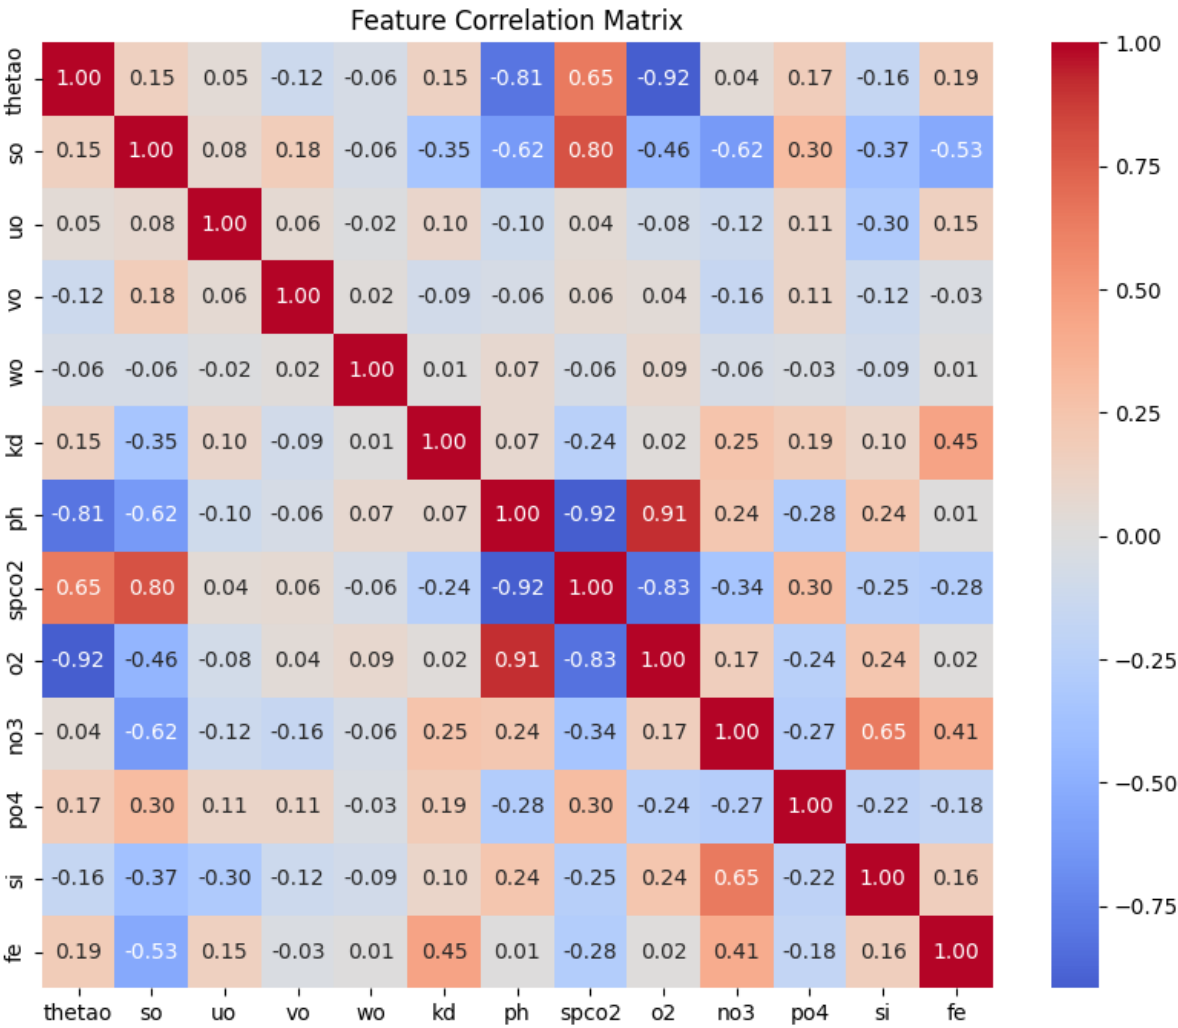 Feature Correlation Matrix
thetao 1.00 0.15 0.05 -0.12 -0.06 0.15 -0.81 0.65 -0.92 0.04 0.17 -0.16 0.19
so 0.15 1.00 0.08 0.18 -0.06 -0.35 -0.62 0.80 -0.46 -0.62 0.30 -0.37 -0.53
uo 0.05 0.08 1.00 0.06 -0.02 0.10 -0.10 0.04 -0.08 -0.12 0.11 -0.30 0.15
vo -0.12 0.18 0.06 1.00 0.02 -0.09 -0.06 0.06 0.04 -0.16 0.11 -0.12 -0.03
wo -0.06 -0.06 -0.02 0.02 1.00 0.01 0.07 -0.06 0.09 -0.06 -0.03 -0.09 0.01
kd 0.15 -0.35 0.10 -0.09 0.01 1.00 0.07 -0.24 0.02 0.25 0.19 0.10 0.45
ph -0.81 -0.62 -0.10 -0.06 0.07 0.07 1.00 -0.92 0.91 0.24 -0.28 0.24 0.01
spco2 0.65 0.80 0.04 0.06 -0.06 -0.24 -0.92 1.00 -0.83 -0.34 0.30 -0.25 -0.28
o2 -0.92 -0.46 -0.08 0.04 0.09 0.02 0.91 -0.83 1.00 0.17 -0.24 0.24 0.02
no3 0.04 -0.62 -0.12 -0.16 -0.06 0.25 0.24 -0.34 0.17 1.00 -0.27 0.65 0.41
po4 0.17 0.30 0.11 0.11 -0.03 0.19 -0.28 0.30 -0.24 -0.27 1.00 -0.22 -0.18
si -0.16 -0.37 -0.30 -0.12 -0.09 0.10 0.24 -0.25 0.24 0.65 -0.22 1.00 0.16
fe 0.19 -0.53 0.15 -0.03 0.01 0.45 0.01 -0.28 0.02 0.41 -0.18 0.16 1.00
thetao so uo vo wo kd ph spco2 o2 no3 po4 si fe
1.00
0.75
0.50
0.25
0.00
−0.25
−0.50
−0.75